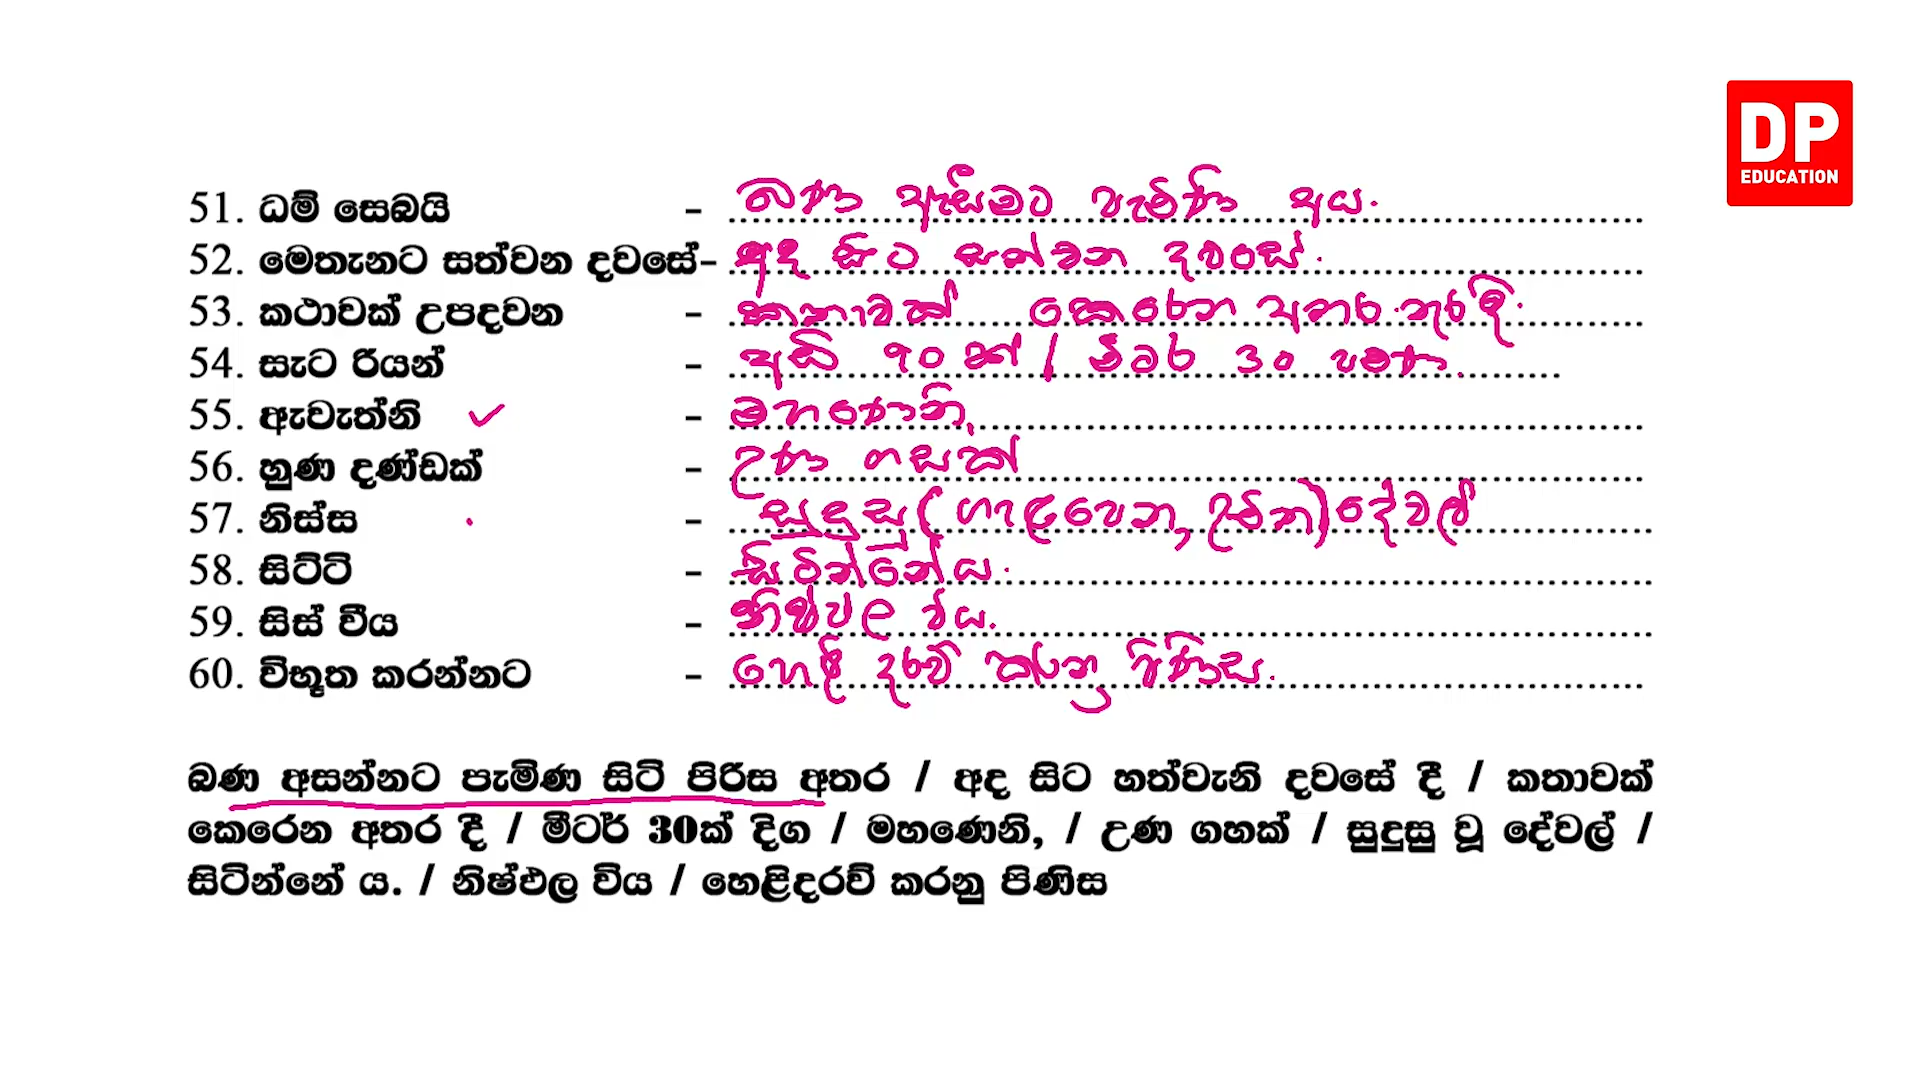 DP
EDUCATION
51. ධම් සෙබයි - බණ ඇසීමට පැමිණි අය.
52. මෙතැනට සත්වන දවසේ- අද සිට සත්වන දවසේ.
53. කථාවක් උපදවන - කතාවක් කෙරෙන අතර තුරදී.
54. සැට රියන් - අඩි 90ක් / මීටර 30 පමණ.
55. ඇවැත්නි ✓ - මහණෙනි,
56. හුණ දණ්ඩක් - උණ ගසක්
57. නිස්ස - සුදුසු (ගැළපෙන, උචිත) දේවල්
58. සිට්ටි - සිටින්නේය.
59. සිස් වීය - නිෂ්ඵල විය.
60. විභූත කරන්නට - හෙළි දරව් කරනු පිණිස.
බණ අසන්නට පැමිණ සිටි පිරිස අතර / අද සිට හත්වැනි දවසේ දී / කතාවක්
කෙරෙන අතර දී / මීටර් 30ක් දිග / මහණෙනි, / උණ ගහක් / සුදුසු වූ දේවල් /
සිටින්නේ ය. / නිෂ්ඵල විය / හෙළිදරව් කරනු පිණිස